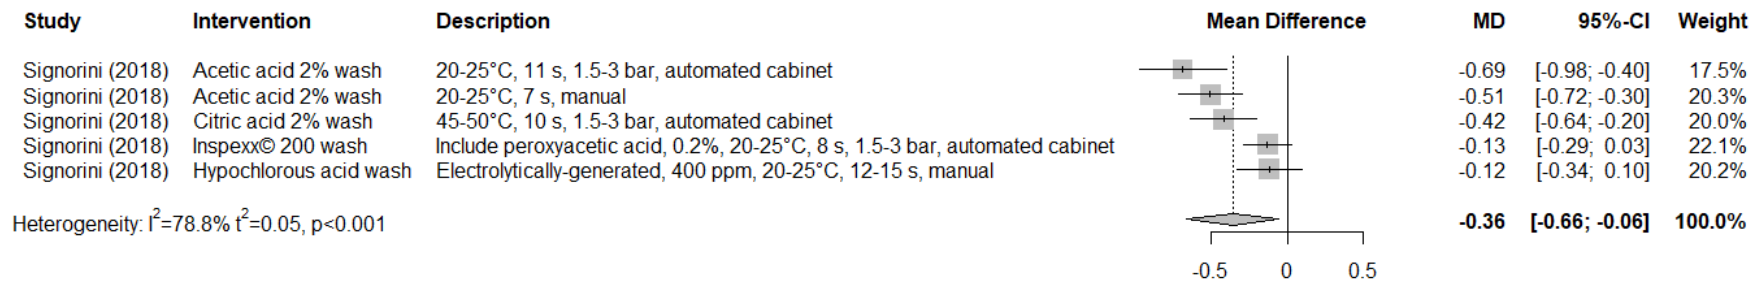 Study Intervention Description Mean Difference MD 95%-CI Weight
Signorini (2018) Acetic acid 2% wash 20-25°C, 11 s, 1.5-3 bar, automated cabinet -0.69 [-0.98; -0.40] 17.5%
Signorini (2018) Acetic acid 2% wash 20-25°C, 7 s, manual -0.51 [-0.72; -0.30] 20.3%
Signorini (2018) Citric acid 2% wash 45-50°C, 10 s, 1.5-3 bar, automated cabinet -0.42 [-0.64; -0.20] 20.0%
Signorini (2018) Inspexx© 200 wash Include peroxyacetic acid, 0.2%, 20-25°C, 8 s, 1.5-3 bar, automated cabinet -0.13 [-0.29; 0.03] 22.1%
Signorini (2018) Hypochlorous acid wash Electrolytically-generated, 400 ppm, 20-25°C, 12-15 s, manual -0.12 [-0.34; 0.10] 20.2%
Heterogeneity: I²=78.8% t²=0.05, p<0.001 -0.36 [-0.66; -0.06] 100.0%
-0.5 0 0.5